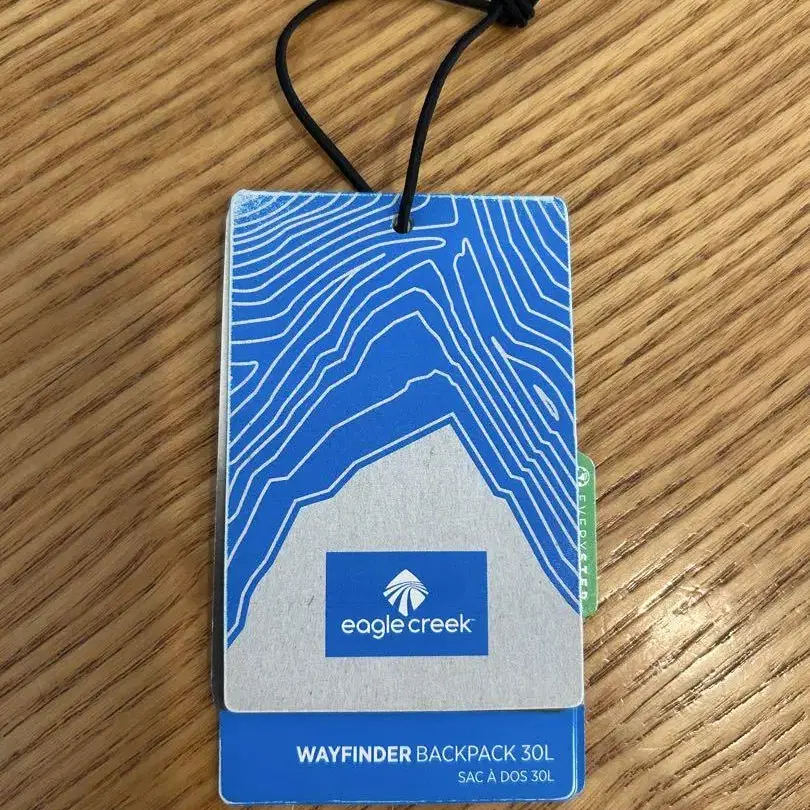 eagle creek
WAYFINDER BACKPACK 30L
SAC À DOS 30L